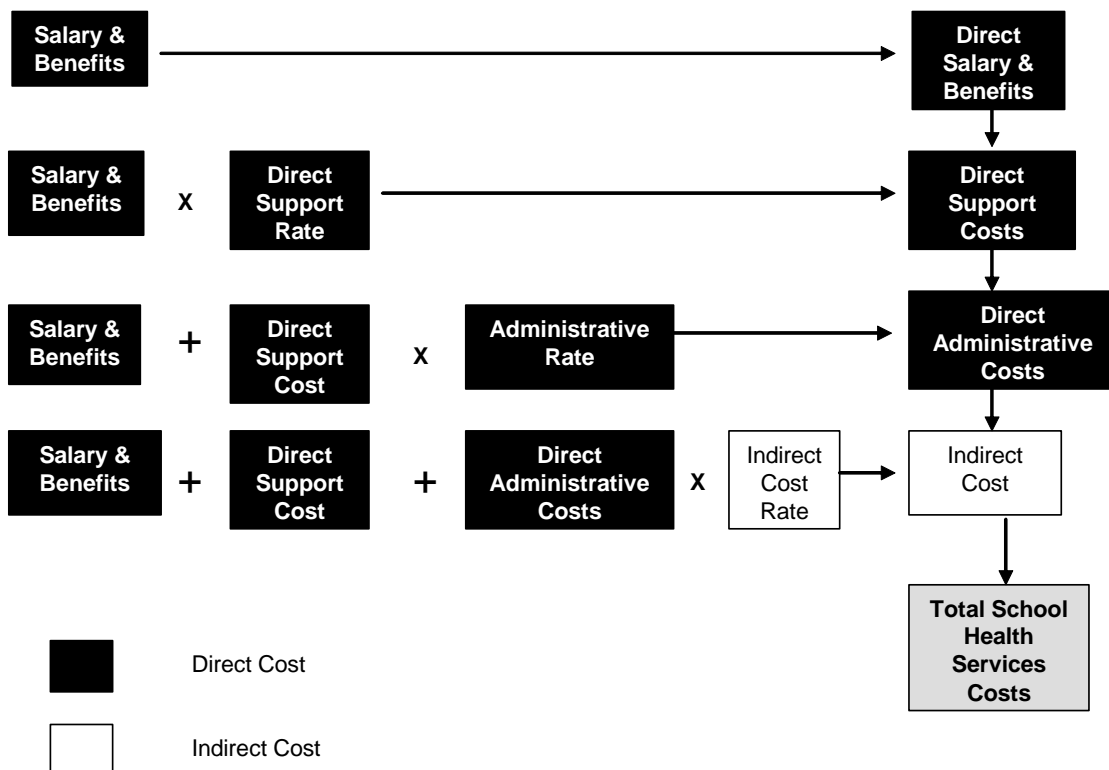 Salary &
Benefits
Direct
Salary &
Benefits
Salary &
Benefits
X
Direct
Support
Rate
Direct
Support
Costs
Salary &
Benefits
+
Direct
Support
Cost
X
Administrative
Rate
Direct
Administrative
Costs
Salary &
Benefits
+
Direct
Support
Cost
+
Direct
Administrative
Costs
X
Indirect
Cost
Rate
Indirect
Cost
Total School
Health
Services
Costs
Direct Cost
Indirect Cost